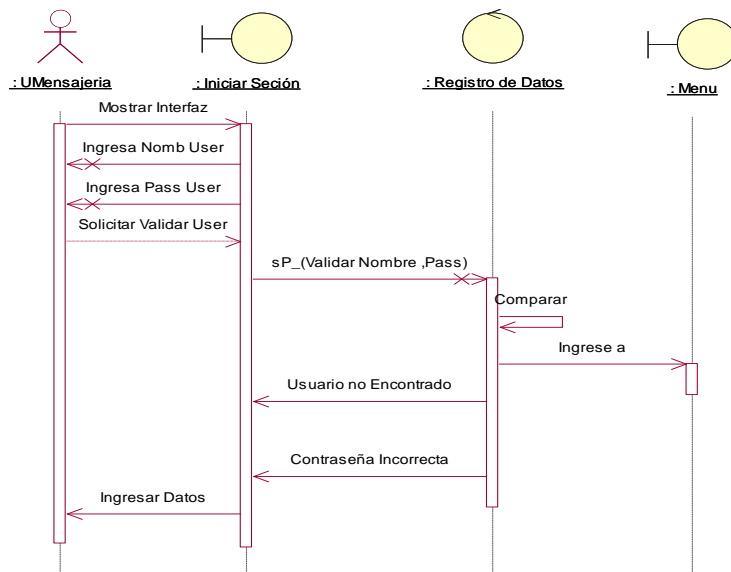 : UMensajeria
: Iniciar Seción
: Registro de Datos
: Menu
Mostrar Interfaz
Ingresa Nomb User
Ingresa Pass User
Solicitar Validar User
sP_(Validar Nombre ,Pass)
Comparar
Ingrese a
Usuario no Encontrado
Contraseña Incorrecta
Ingresar Datos